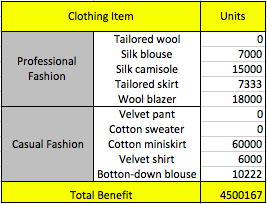 Clothing Item Units
Professional Fashion
Tailored wool 0
Silk blouse 7000
Silk camisole 15000
Tailored skirt 7333
Wool blazer 18000
Casual Fashion
Velvet pant 0
Cotton sweater 0
Cotton miniskirt 60000
Velvet shirt 6000
Botton-down blouse 10222
Total Benefit 4500167